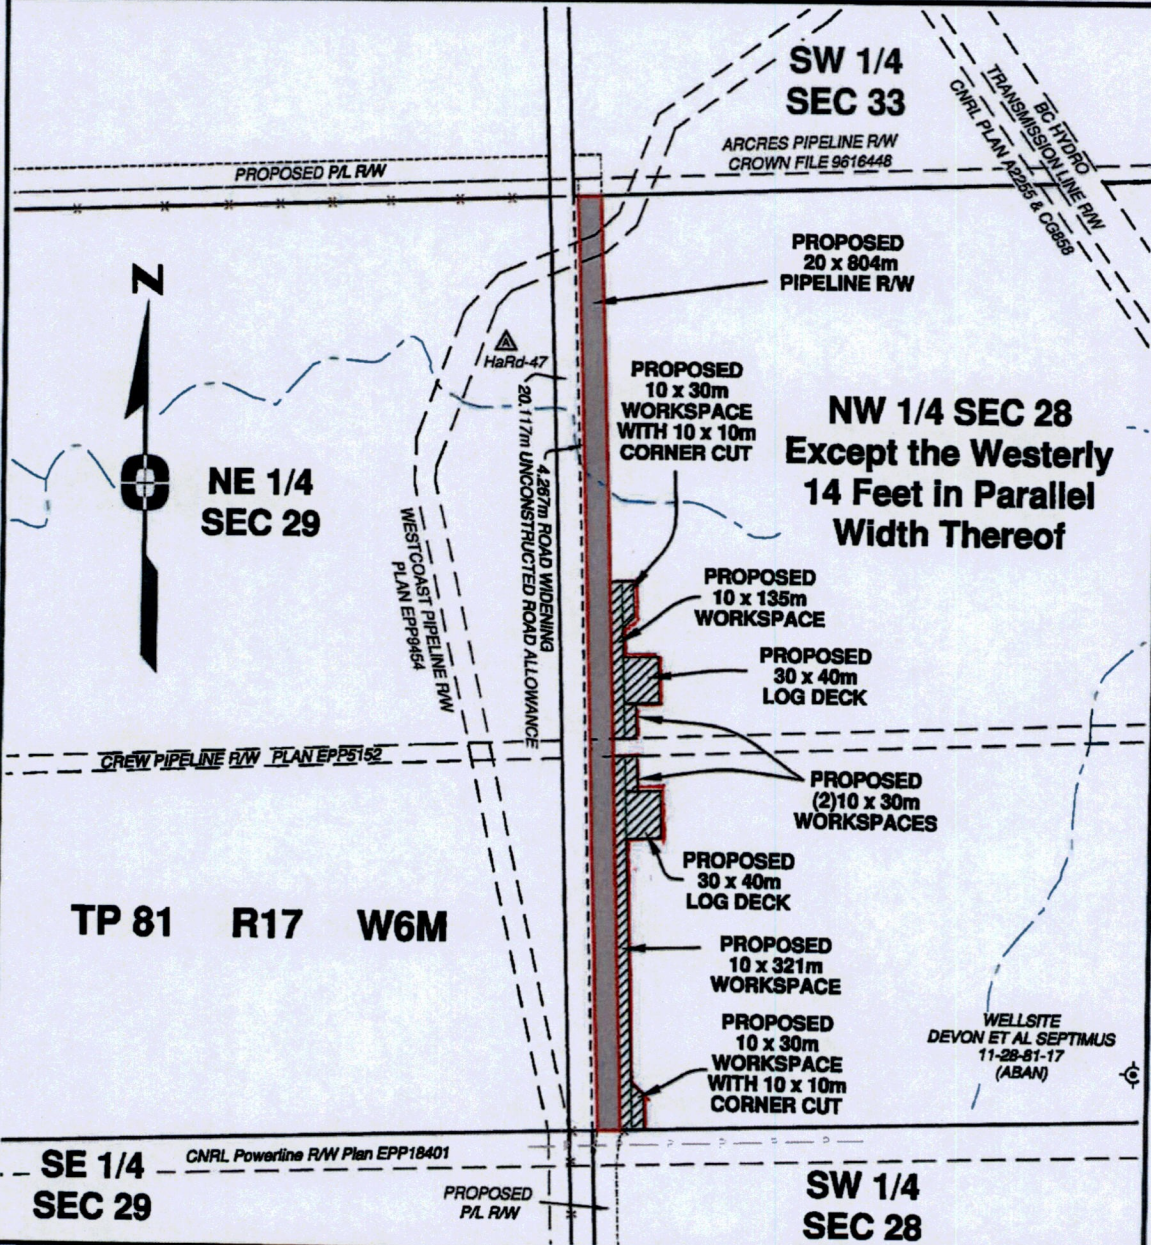 SW 1/4
SEC 33
ARCRES PIPELINE R/W
CROWN FILE 9616448
BC HYDRO
TRANSMISSION LINE R/W
CNRL PLAN A2255 & CG858
PROPOSED P/L R/W
PROPOSED
20 x 804m
PIPELINE R/W
N
HaRd-47
PROPOSED
10 x 30m
WORKSPACE
WITH 10 x 10m
CORNER CUT
NW 1/4 SEC 28
Except the Westerly
14 Feet in Parallel
Width Thereof
NE 1/4
SEC 29
4.267m ROAD WIDENING
20.117m UNCONSTRUCTED ROAD ALLOWANCE
WESTCOAST PIPELINE R/W
PLAN EPP9454
PROPOSED
10 x 135m
WORKSPACE
PROPOSED
30 x 40m
LOG DECK
CREW PIPELINE R/W PLAN EPP5152
PROPOSED
(2)10 x 30m
WORKSPACES
PROPOSED
30 x 40m
LOG DECK
TP 81 R17 W6M
PROPOSED
10 x 321m
WORKSPACE
PROPOSED
10 x 30m
WORKSPACE
WITH 10 x 10m
CORNER CUT
WELLSITE
DEVON ET AL SEPTIMUS
11-28-81-17
(ABAN)
CNRL Powerline R/W Plan EPP18401
SE 1/4
SEC 29
PROPOSED
P/L R/W
SW 1/4
SEC 28